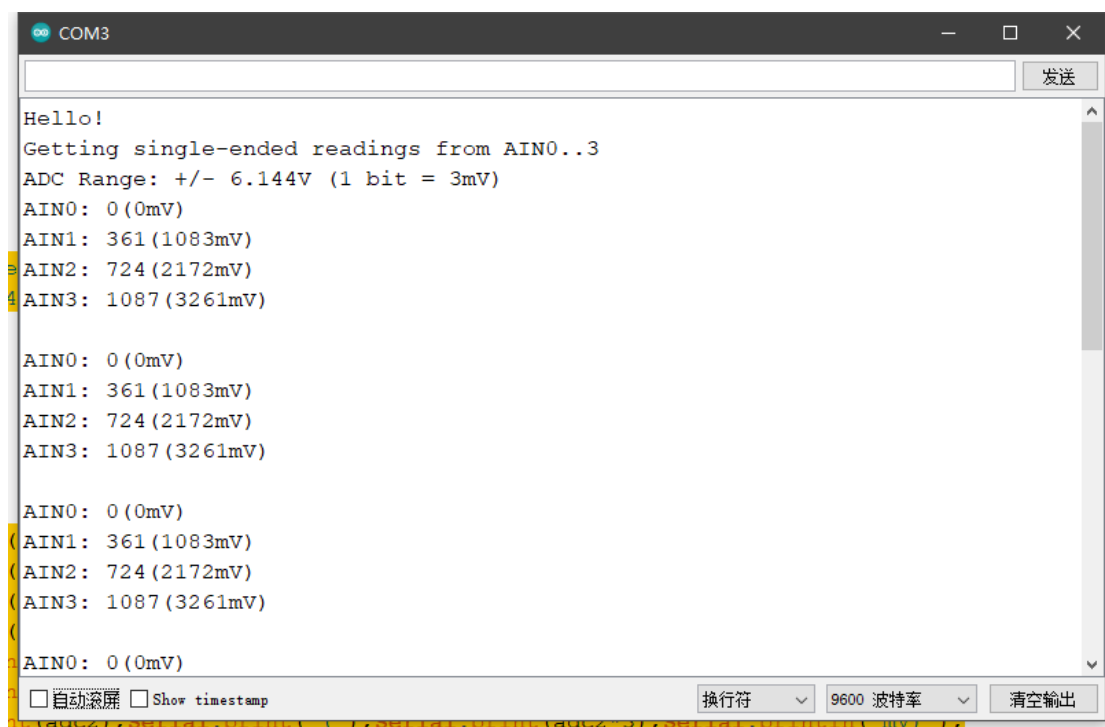 COM3
发送
Hello!
Getting single-ended readings from AIN0..3
ADC Range: +/- 6.144V (1 bit = 3mV)
AIN0: 0(0mV)
AIN1: 361(1083mV)
AIN2: 724(2172mV)
AIN3: 1087(3261mV)
AIN0: 0(0mV)
AIN1: 361(1083mV)
AIN2: 724(2172mV)
AIN3: 1087(3261mV)
AIN0: 0(0mV)
AIN1: 361(1083mV)
AIN2: 724(2172mV)
AIN3: 1087(3261mV)
AIN0: 0(0mV)
自动滚屏 Show timestamp 换行符 9600 波特率 清空输出